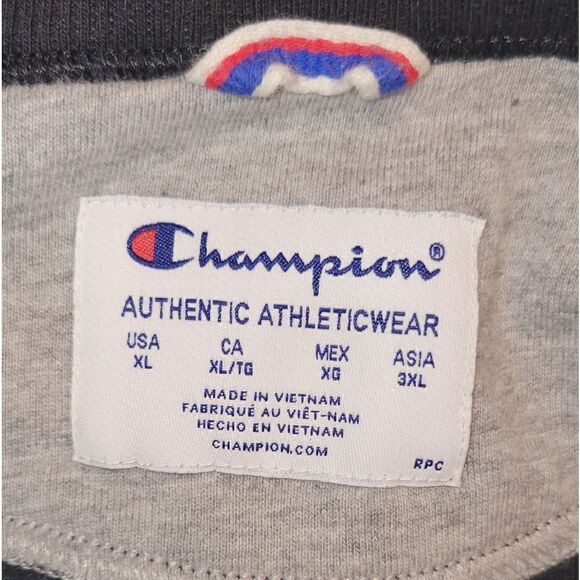 Champion®
AUTHENTIC ATHLETICWEAR
USA CA MEX ASIA
XL XL/TG XG 3XL
MADE IN VIETNAM
FABRIQUÉ AU VIÊT-NAM
HECHO EN VIETNAM
CHAMPION.COM
RPC